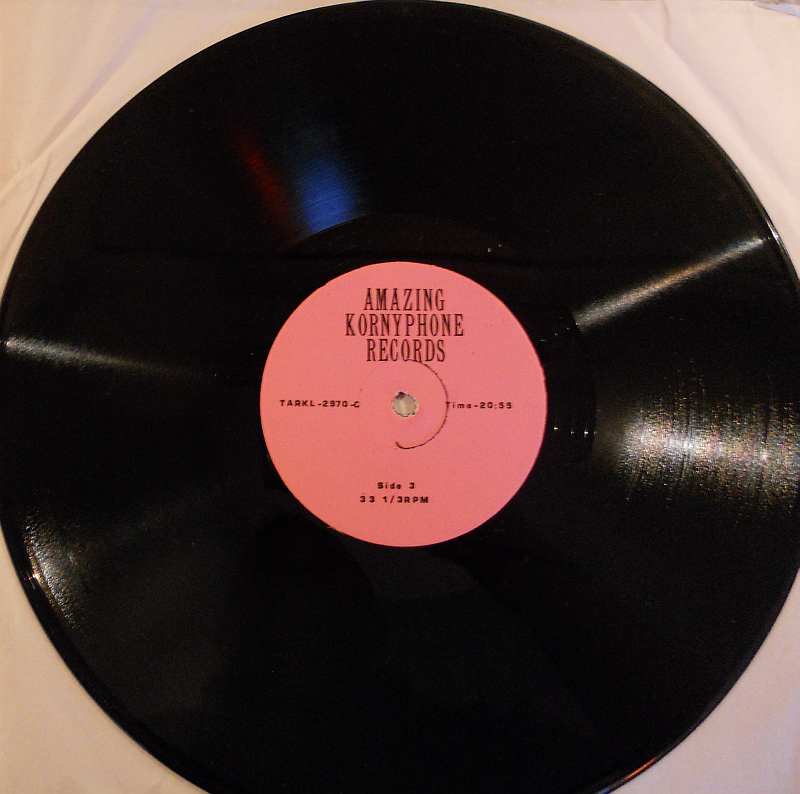 AMAZING
KORNYPHONE
RECORDS
TARKL-2970-C Time-20:55
Side 3
33 1/3RPM